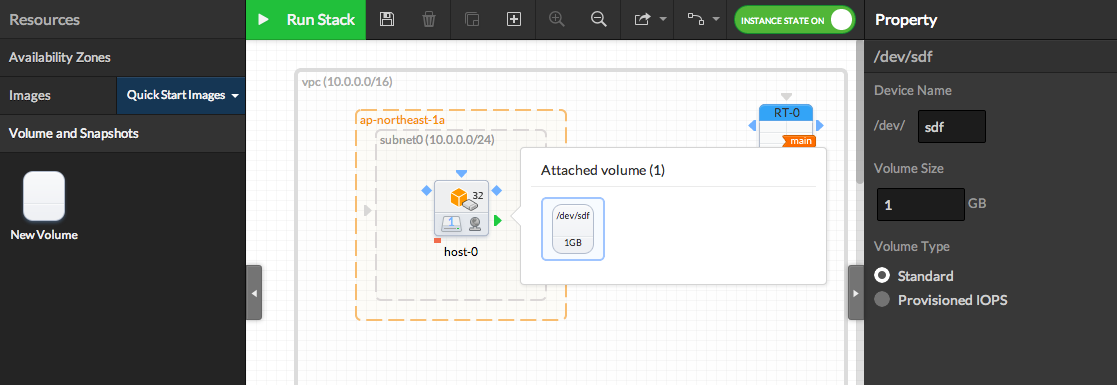 Resources
Availability Zones
Images
Quick Start Images
Volume and Snapshots
New Volume
Run Stack
INSTANCE STATE ON
vpc (10.0.0.0/16)
ap-northeast-1a
subnet0 (10.0.0.0/24)
32
1
host-0
RT-0
main
Attached volume (1)
/dev/sdf
1GB
Property
/dev/sdf
Device Name
/dev/ sdf
Volume Size
1 GB
Volume Type
Standard
Provisioned IOPS